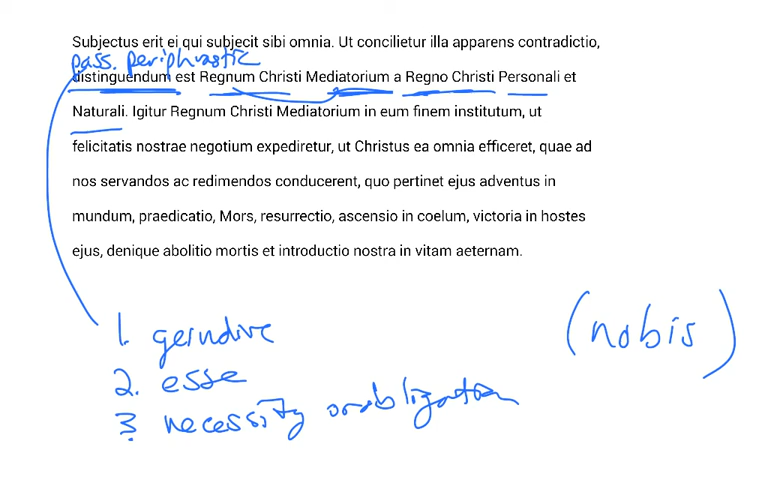 Subjectus erit ei qui subjecit sibi omnia. Ut concilietur illa apparens contradictio,
pass. periphrastic
distinguendum est Regnum Christi Mediatorium a Regno Christi Personali et
Naturali. Igitur Regnum Christi Mediatorium in eum finem institutum, ut
felicitatis nostrae negotium expediretur, ut Christus ea omnia efficeret, quae ad
nos servandos ac redimendos conducerent, quo pertinet ejus adventus in
mundum, praedicatio, Mors, resurrectio, ascensio in coelum, victoria in hostes
ejus, denique abolitio mortis et introductio nostra in vitam aeternam.
1. gerundive
(nobis)
2. esse
3. necessity or obligation